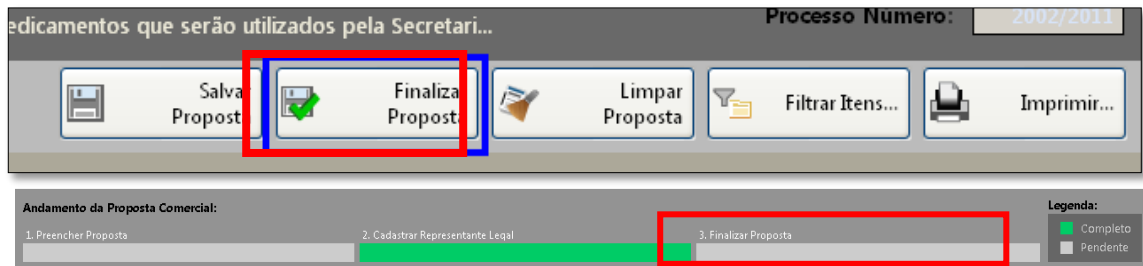 edicamentos que serão utilizados pela Secretari...
Processo Número: 2002/2011
Salva Propost
Finaliza Proposta
Limpar Proposta
Filtrar Itens...
Imprimir...
Andamento da Proposta Comercial:
Legenda:
1. Preencher Proposta
2. Cadastrar Representante Legal
3. Finalizar Proposta
Completo
Pendente